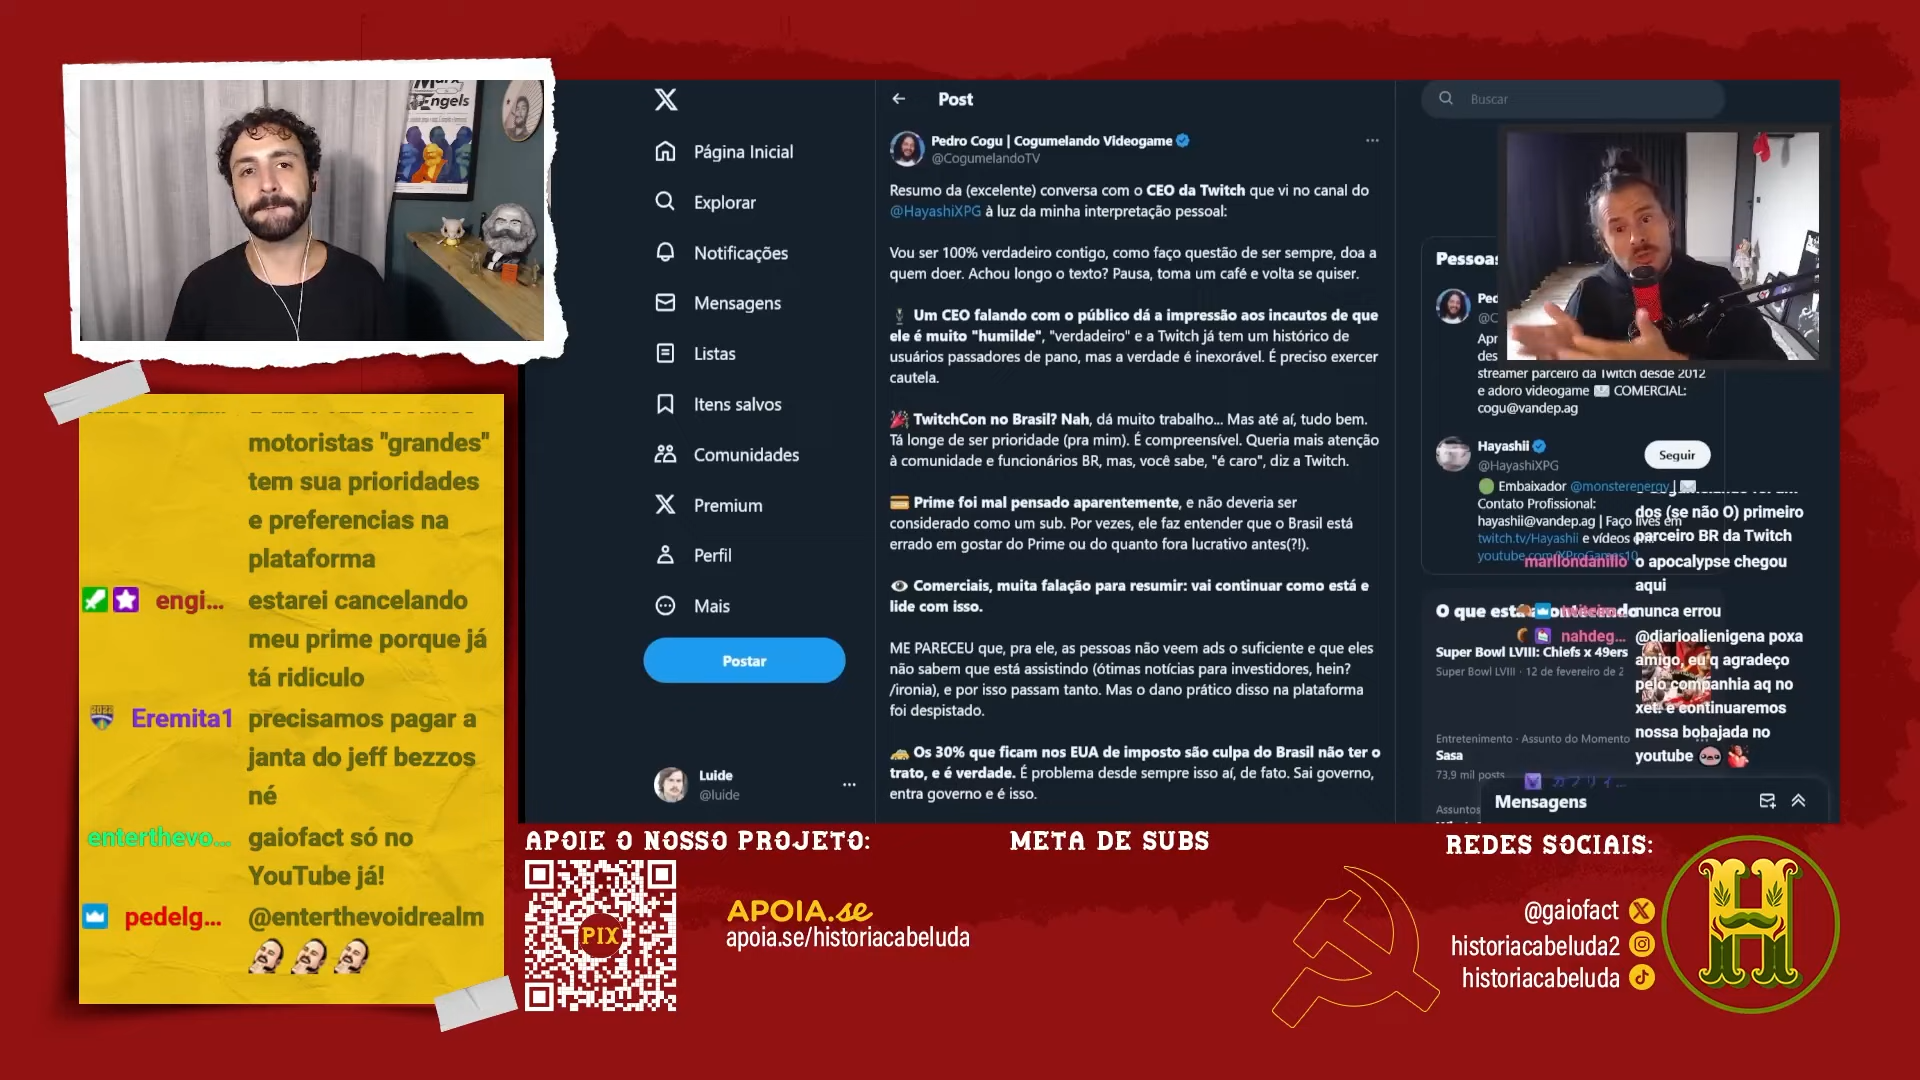 Marx
Engels
motoristas "grandes"
tem sua prioridades
e preferencias na
plataforma
engi... estarei cancelando
meu prime porque já
tá ridiculo
Eremita1 precisamos pagar a
janta do jeff bezzos
né
enterthevo... gaiofact só no
YouTube já!
pedelg... @enterthevoidrealm
Página Inicial
Explorar
Notificações
Mensagens
Listas
Itens salvos
Comunidades
Premium
Perfil
Mais
Postar
Luide
@luide
Post
Pedro Cogu | Cogumelando Videogame
@CogumelandoTV
Resumo da (excelente) conversa com o CEO da Twitch que vi no canal do
@HayashiXPG à luz da minha interpretação pessoal:
Vou ser 100% verdadeiro contigo, como faço questão de ser sempre, doa a
quem doer. Achou longo o texto? Pausa, toma um café e volta se quiser.
Um CEO falando com o público dá a impressão aos incautos de que
ele é muito "humilde", "verdadeiro" e a Twitch já tem um histórico de
usuários passadores de pano, mas a verdade é inexorável. É preciso exercer
cautela.
TwitchCon no Brasil? Nah, dá muito trabalho... Mas até aí, tudo bem.
Tá longe de ser prioridade (pra mim). É compreensível. Queria mais atenção
à comunidade e funcionários BR, mas, você sabe, "é caro", diz a Twitch.
Prime foi mal pensado aparentemente, e não deveria ser
considerado como um sub. Por vezes, ele faz entender que o Brasil está
errado em gostar do Prime ou do quanto fora lucrativo antes(?!).
Comerciais, muita falação para resumir: vai continuar como está e
lide com isso.
ME PARECEU que, pra ele, as pessoas não veem ads o suficiente e que eles
não sabem que está assistindo (ótimas notícias para investidores, hein?
/ironia), e por isso passam tanto. Mas o dano prático disso na plataforma
foi despistado.
Os 30% que ficam nos EUA de imposto são culpa do Brasil não ter o
trato, e é verdade. É problema desde sempre isso aí, de fato. Sai governo,
entra governo e é isso.
Buscar
Pessoas
Ped
@C
Apr
des
streamer parceiro da Twitch desde 2012
e adoro videogame COMERCIAL:
cogu@vandep.ag
Hayashii
@HayashiXPG
Seguir
Embaixador @monsterenergy |
Contato Profissional:
hayashii@vandep.ag | Faço lives em
twitch.tv/Hayashii e vídeos em
youtube.com/XProGames10
dos (se não O) primeiro
parceiro BR da Twitch
marllondanillo o apocalypse chegou
aqui
nunca errou
nahdeg... @diarioalienigena poxa
amigo, eu q agradeço
pelo companhia aq no
xet! e continuaremos
nossa bobajada no
youtube
O que está acontecendo
Super Bowl LVIII: Chiefs x 49ers
Super Bowl LVIII · 12 de fevereiro de 2
Entretenimento · Assunto do Momento
Sasa
73,9 mil posts
Assuntos
Mensagens
APOIE O NOSSO PROJETO:
PIX
APOIA.se
apoia.se/historiacabeluda
META DE SUBS
REDES SOCIAIS:
@gaiofact
historiacabeluda2
historiacabeluda
H